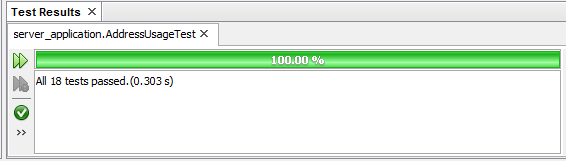 Test Results
server_application.AddressUsageTest
100.00 %
All 18 tests passed.(0.303 s)